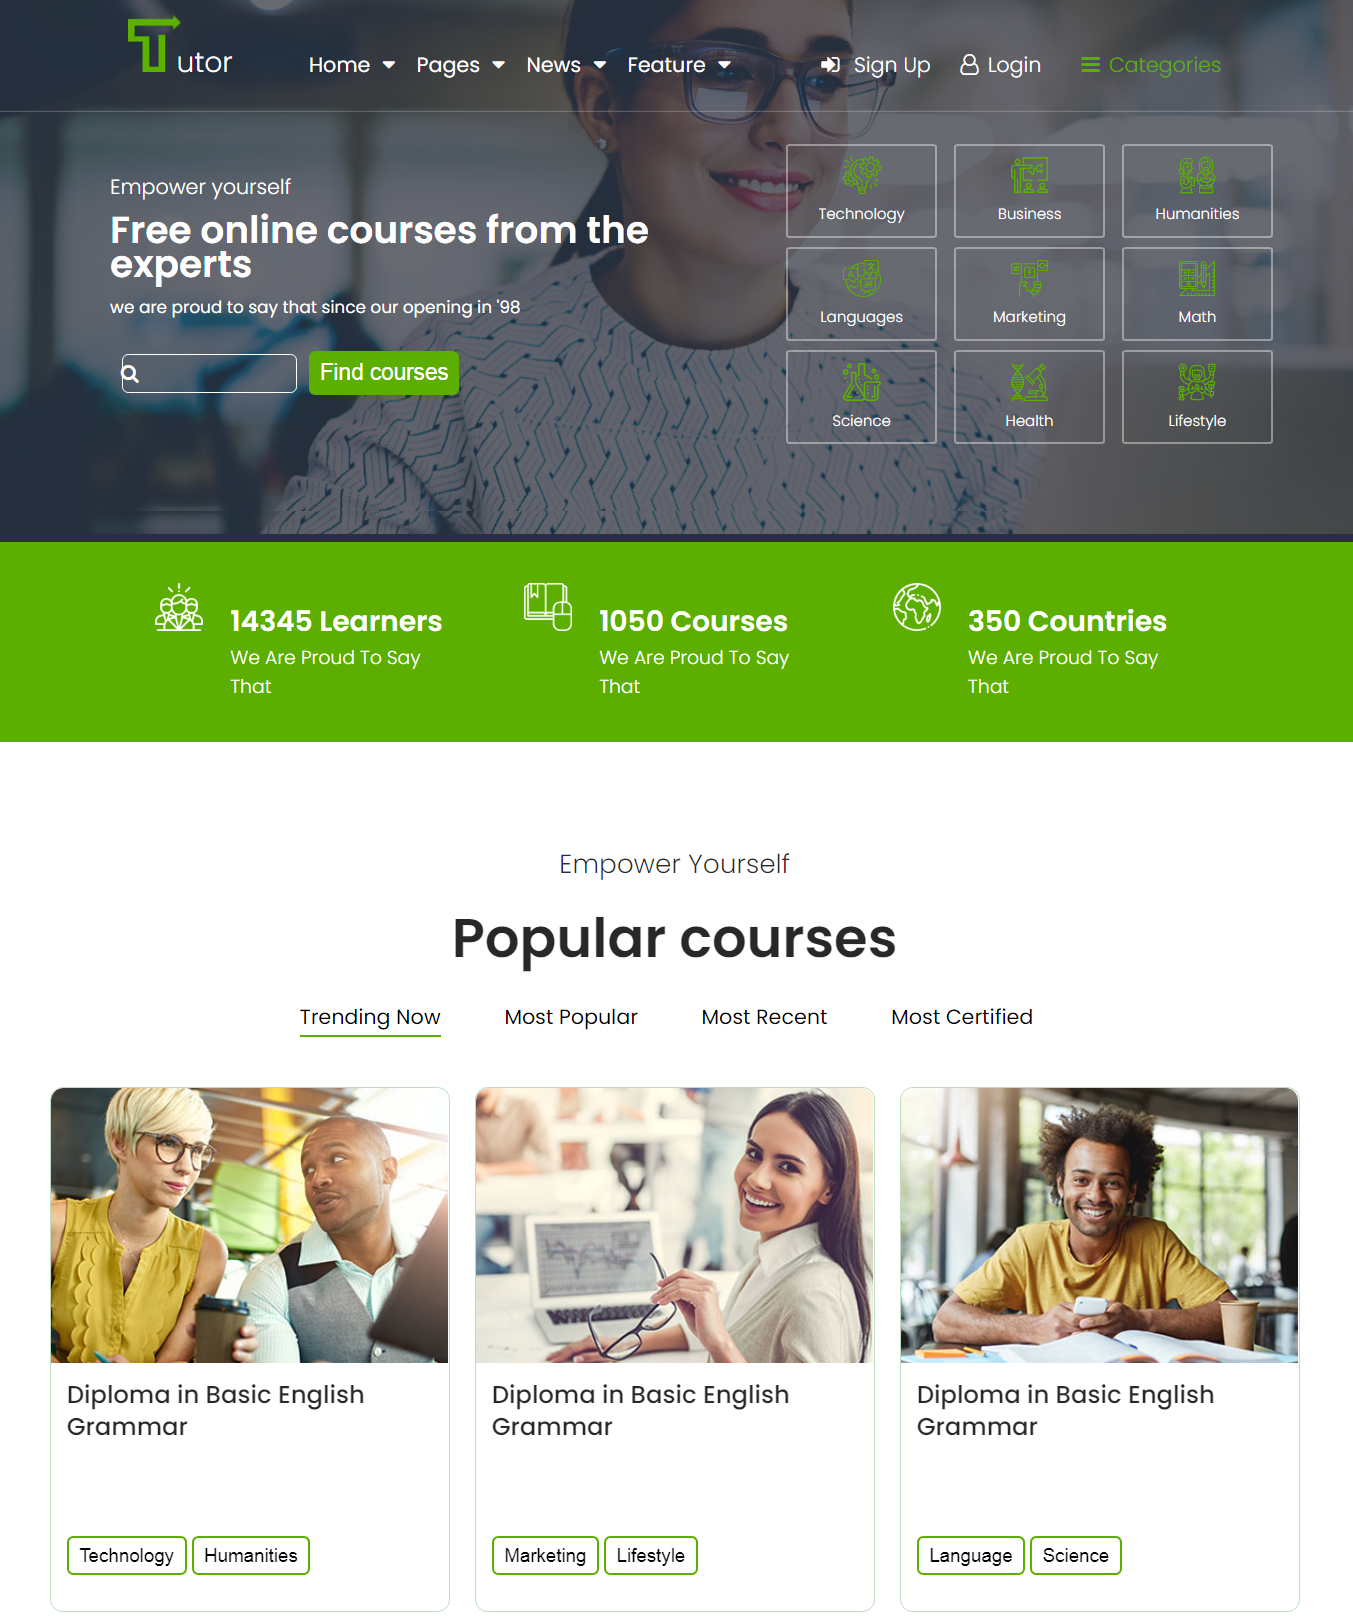 Tutor
Home Pages News Feature Sign Up Login Categories
Empower yourself
Free online courses from the
experts
we are proud to say that since our opening in '98
Find courses
Technology Business Humanities
Languages Marketing Math
Science Health Lifestyle
14345 Learners
We Are Proud To Say
That
1050 Courses
We Are Proud To Say
That
350 Countries
We Are Proud To Say
That
Empower Yourself
Popular courses
Trending Now Most Popular Most Recent Most Certified
Diploma in Basic English
Grammar
Technology Humanities
Diploma in Basic English
Grammar
Marketing Lifestyle
Diploma in Basic English
Grammar
Language Science